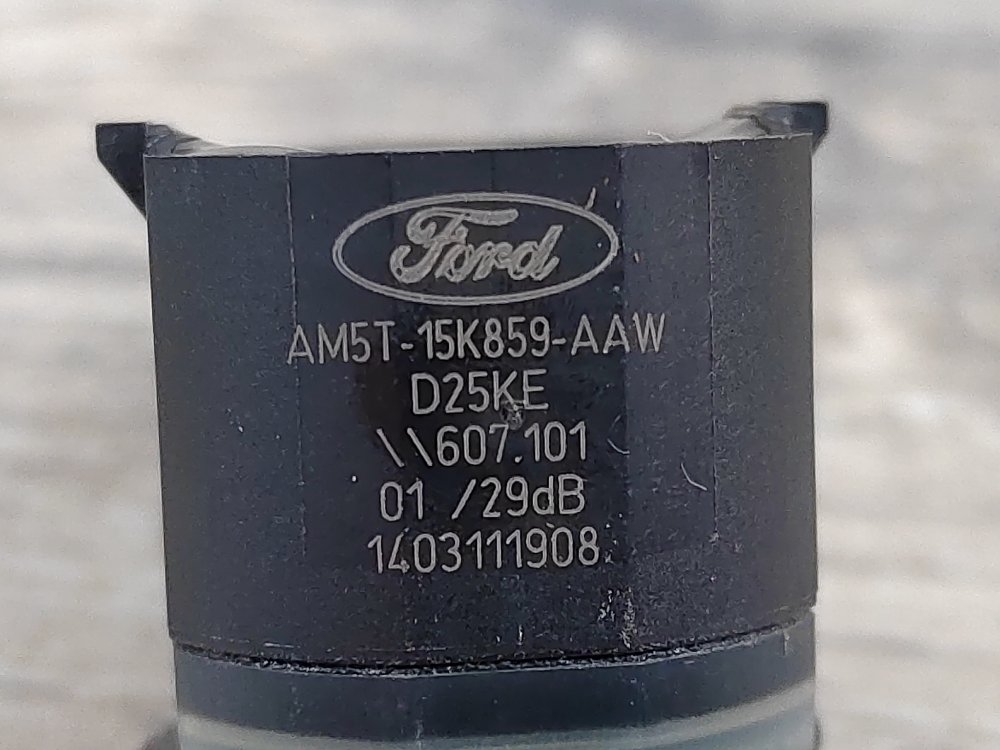 Ford
AM5T-15K859-AAW
D25KE
\\607.101
01 /29dB
1403111908